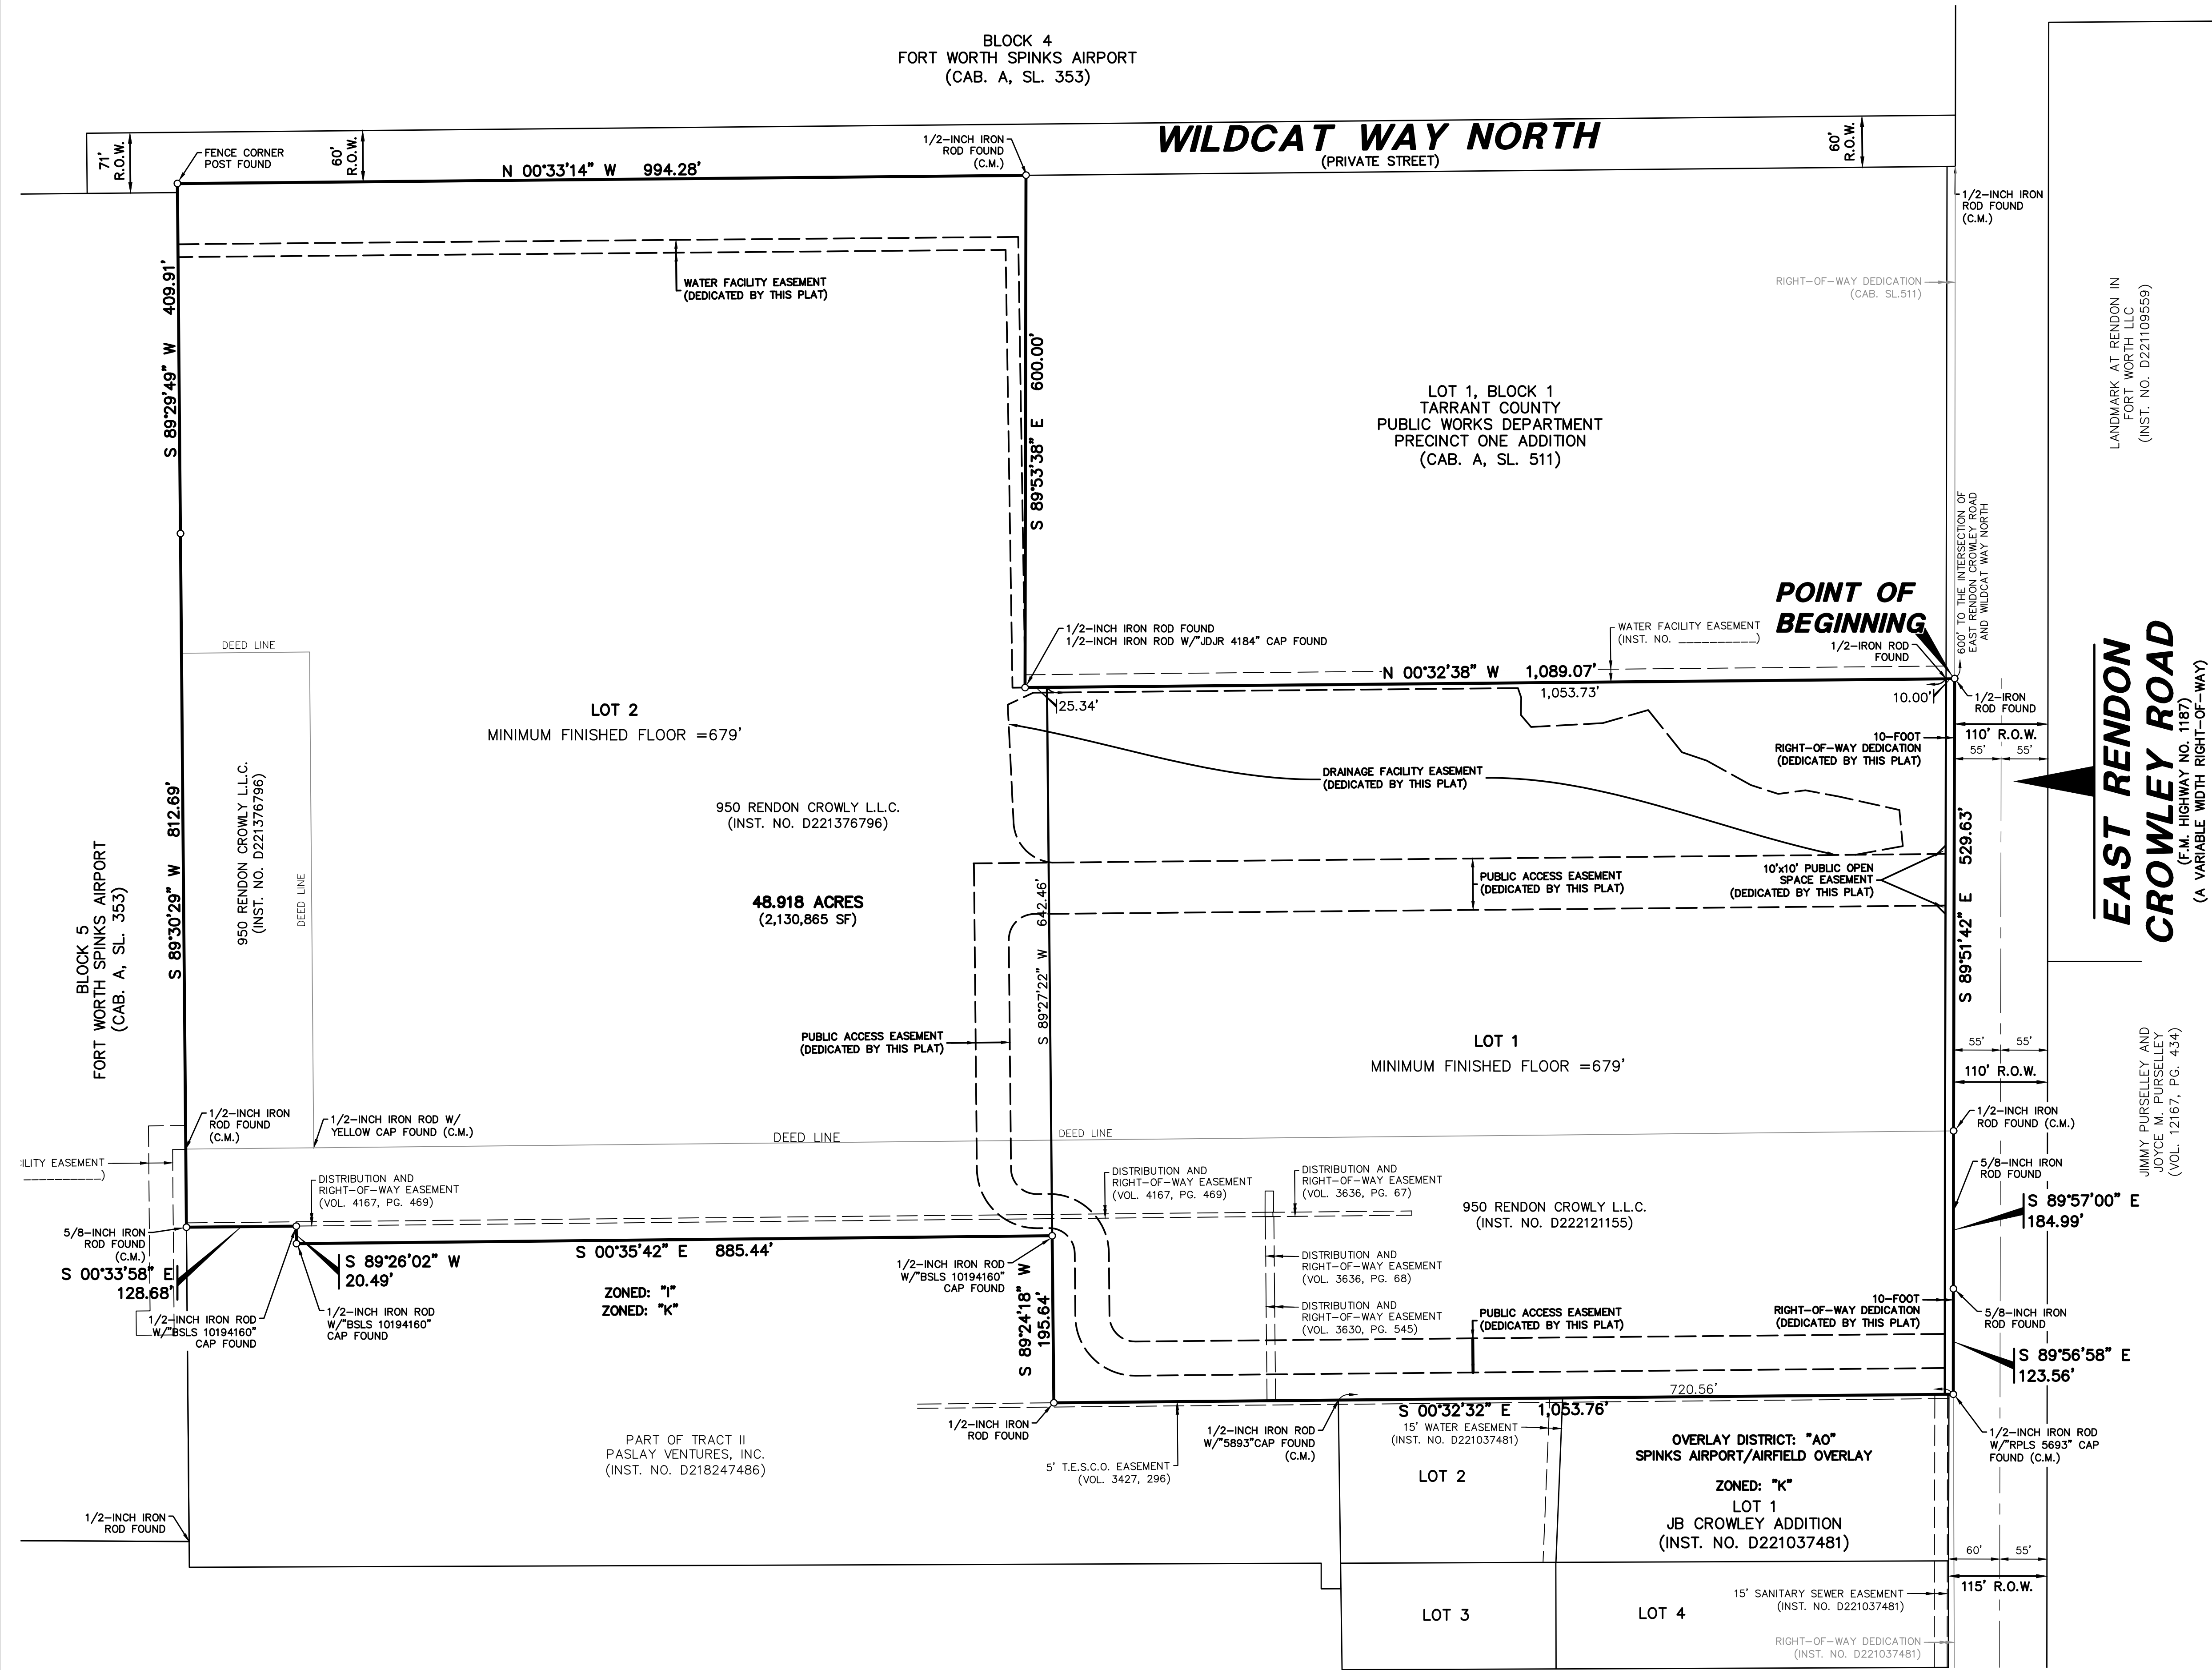 BLOCK 4
FORT WORTH SPINKS AIRPORT
(CAB. A, SL. 353)
WILDCAT WAY NORTH
(PRIVATE STREET)
71'
R.O.W.
60'
R.O.W.
60'
R.O.W.
FENCE CORNER
POST FOUND
N 00°33'14" W 994.28'
1/2-INCH IRON
ROD FOUND
(C.M.)
1/2-INCH IRON
ROD FOUND
(C.M.)
S 89°29'49" W 409.91'
WATER FACILITY EASEMENT
(DEDICATED BY THIS PLAT)
S 89°53'38" E 600.00'
RIGHT-OF-WAY DEDICATION
(CAB. SL.511)
LANDMARK AT RENDON IN
FORT WORTH LLC
(INST. NO. D221109559)
LOT 1, BLOCK 1
TARRANT COUNTY
PUBLIC WORKS DEPARTMENT
PRECINCT ONE ADDITION
(CAB. A, SL. 511)
600' TO THE INTERSECTION OF
EAST RENDON CROWLEY ROAD
AND WILDCAT WAY NORTH
POINT OF
BEGINNING
1/2-IRON ROD
FOUND
1/2-IRON
ROD FOUND
1/2-INCH IRON ROD FOUND
1/2-INCH IRON ROD W/"JDJR 4184" CAP FOUND
WATER FACILITY EASEMENT
(INST. NO. __________)
N 00°32'38" W 1,089.07'
1,053.73'
25.34'
10.00'
DEED LINE
DEED LINE
LOT 2
MINIMUM FINISHED FLOOR =679'
950 RENDON CROWLY L.L.C.
(INST. NO. D221376796)
950 RENDON CROWLY L.L.C.
(INST. NO. D221376796)
48.918 ACRES
(2,130,865 SF)
S 89°30'29" W 812.69'
BLOCK 5
FORT WORTH SPINKS AIRPORT
(CAB. A, SL. 353)
DRAINAGE FACILITY EASEMENT
(DEDICATED BY THIS PLAT)
10-FOOT
RIGHT-OF-WAY DEDICATION
(DEDICATED BY THIS PLAT)
110' R.O.W.
55'
55'
EAST RENDON
CROWLEY ROAD
(F.M. HIGHWAY NO. 1187)
(A VARIABLE WIDTH RIGHT-OF-WAY)
S 89°51'42" E 529.63'
10'x10' PUBLIC OPEN
SPACE EASEMENT
(DEDICATED BY THIS PLAT)
PUBLIC ACCESS EASEMENT
(DEDICATED BY THIS PLAT)
S 89°27'22" W 642.46'
PUBLIC ACCESS EASEMENT
(DEDICATED BY THIS PLAT)
LOT 1
MINIMUM FINISHED FLOOR =679'
55'
55'
110' R.O.W.
JIMMY PURSELLEY AND
JOYCE M. PURSELLEY
(VOL. 12167, PG. 434)
1/2-INCH IRON
ROD FOUND
(C.M.)
1/2-INCH IRON ROD W/
YELLOW CAP FOUND (C.M.)
DEED LINE
DEED LINE
1/2-INCH IRON
ROD FOUND (C.M.)
5/8-INCH IRON
ROD FOUND
S 89°57'00" E
184.99'
ILITY EASEMENT
__________)
DISTRIBUTION AND
RIGHT-OF-WAY EASEMENT
(VOL. 4167, PG. 469)
DISTRIBUTION AND
RIGHT-OF-WAY EASEMENT
(VOL. 4167, PG. 469)
DISTRIBUTION AND
RIGHT-OF-WAY EASEMENT
(VOL. 3636, PG. 67)
950 RENDON CROWLY L.L.C.
(INST. NO. D222121155)
DISTRIBUTION AND
RIGHT-OF-WAY EASEMENT
(VOL. 3636, PG. 68)
DISTRIBUTION AND
RIGHT-OF-WAY EASEMENT
(VOL. 3630, PG. 545)
5/8-INCH IRON
ROD FOUND
(C.M.)
S 00°33'58" E
128.68'
S 89°26'02" W
20.49'
S 00°35'42" E 885.44'
ZONED: "I"
ZONED: "K"
1/2-INCH IRON ROD
W/"BSLS 10194160"
CAP FOUND
1/2-INCH IRON ROD
W/"BSLS 10194160"
CAP FOUND
1/2-INCH IRON ROD
W/"BSLS 10194160"
CAP FOUND
S 89°24'18" W
195.64'
PUBLIC ACCESS EASEMENT
(DEDICATED BY THIS PLAT)
10-FOOT
RIGHT-OF-WAY DEDICATION
(DEDICATED BY THIS PLAT)
5/8-INCH IRON
ROD FOUND
S 89°56'58" E
123.56'
720.56'
S 00°32'32" E 1,053.76'
1/2-INCH IRON
ROD FOUND
1/2-INCH IRON ROD
W/"5893"CAP FOUND
(C.M.)
15' WATER EASEMENT
(INST. NO. D221037481)
5' T.E.S.C.O. EASEMENT
(VOL. 3427, 296)
PART OF TRACT II
PASLAY VENTURES, INC.
(INST. NO. D218247486)
1/2-INCH IRON
ROD FOUND
LOT 2
OVERLAY DISTRICT: "AO"
SPINKS AIRPORT/AIRFIELD OVERLAY
ZONED: "K"
LOT 1
JB CROWLEY ADDITION
(INST. NO. D221037481)
1/2-INCH IRON ROD
W/"RPLS 5693" CAP
FOUND (C.M.)
60'
55'
115' R.O.W.
LOT 3
LOT 4
15' SANITARY SEWER EASEMENT
(INST. NO. D221037481)
RIGHT-OF-WAY DEDICATION
(INST. NO. D221037481)